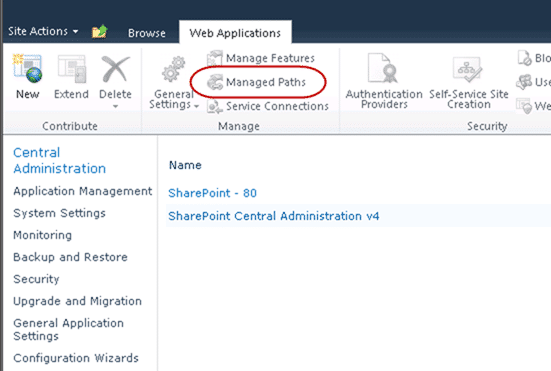 Site Actions Browse Web Applications
Manage Features
Managed Paths
Service Connections
New Extend Delete General Settings
Authentication Providers Self-Service Site Creation
Blo
Use
We
Contribute Manage Security
Central Administration
Application Management
System Settings
Monitoring
Backup and Restore
Security
Upgrade and Migration
General Application
Settings
Configuration Wizards
Name
SharePoint - 80
SharePoint Central Administration v4